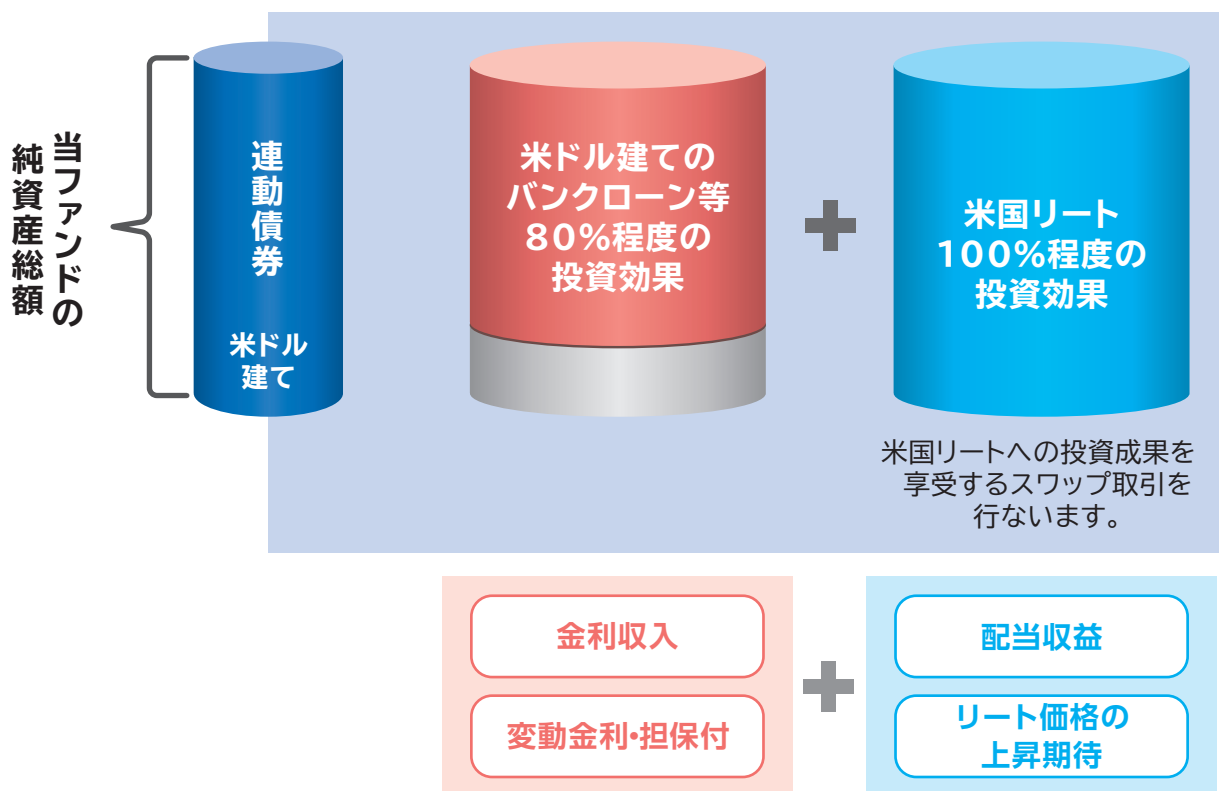 当ファンドの
純資産総額
連動債券
米ドル
建て
米ドル建ての
バンクローン等
80%程度の
投資効果
米国リート
100%程度の
投資効果
米国リートへの投資成果を
享受するスワップ取引を
行ないます。
金利収入
変動金利・担保付
配当収益
リート価格の
上昇期待